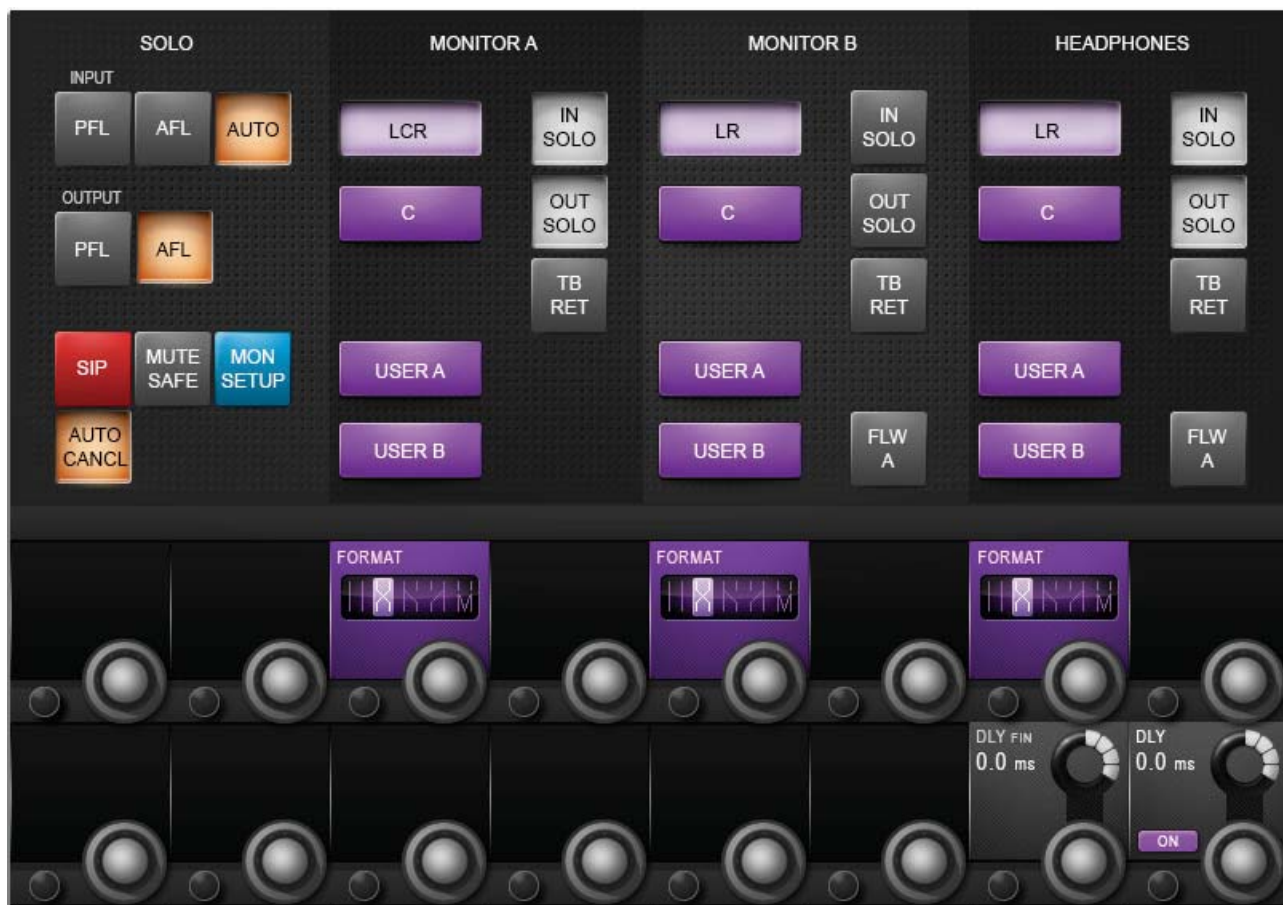 SOLO
MONITOR A
MONITOR B
HEADPHONES
INPUT
PFL
AFL
AUTO
LCR
IN
SOLO
LR
IN
SOLO
LR
IN
SOLO
OUTPUT
PFL
AFL
C
OUT
SOLO
C
OUT
SOLO
C
OUT
SOLO
TB
RET
TB
RET
TB
RET
SIP
MUTE
SAFE
MON
SETUP
USER A
USER A
USER A
AUTO
CANCL
USER B
USER B
FLW
A
USER B
FLW
A
FORMAT
FORMAT
FORMAT
DLY FIN
0.0 ms
DLY
0.0 ms
ON